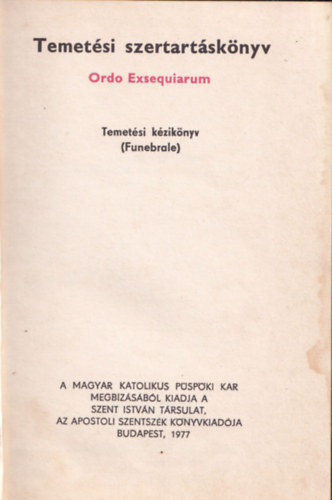 Temetési szertartáskönyv
Ordo Exsequiarum
Temetési kézikönyv
(Funebrale)
A MAGYAR KATOLIKUS PÜSPÖKI KAR
MEGBIZÁSÁBÓL KIADJA A
SZENT ISTVÁN TÁRSULAT,
AZ APOSTOLI SZENTSZÉK KÖNYVKIADÓJA
BUDAPEST, 1977